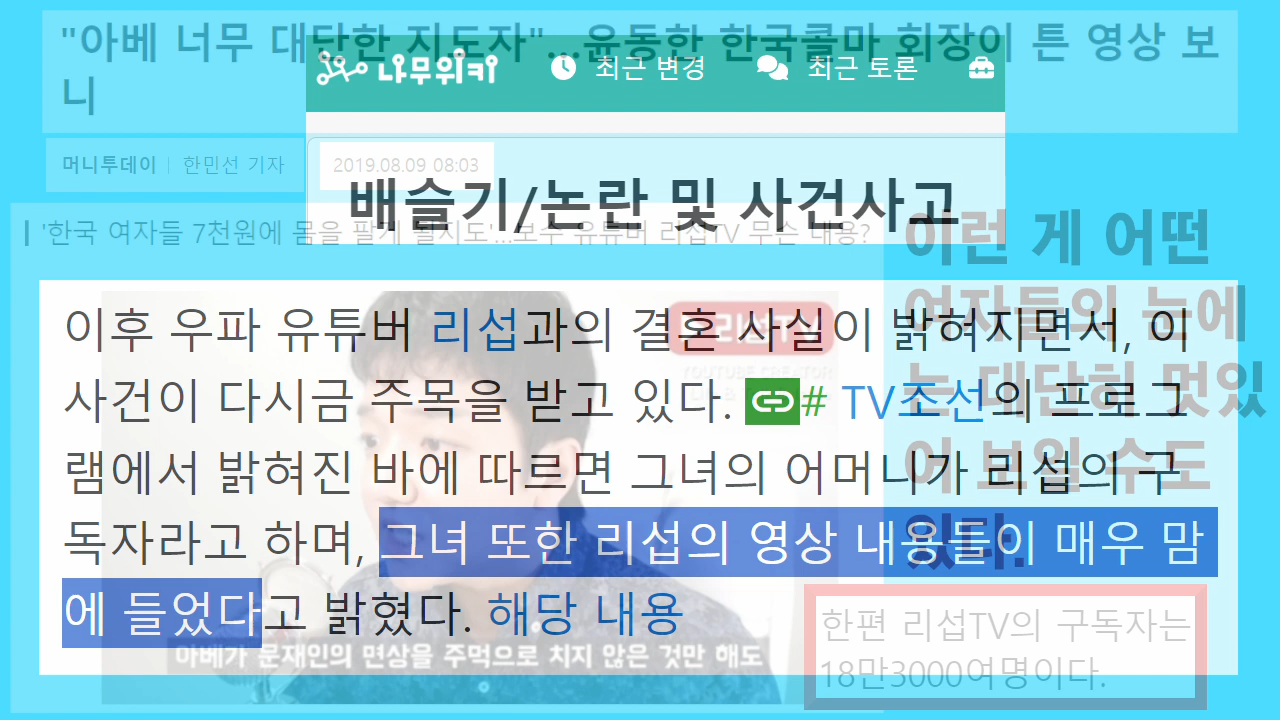 "아베 너무 대단한 지도자"...윤동한 한국콜마 회장이 튼 영상 보
니
나무위키 최근 변경 최근 토론
머니투데이 한민선 기자 2019.08.09 08:03
배슬기/논란 및 사건사고
'한국 여자들 7천원에 몸을 팔게 될지도'...보수 유튜버 리섭TV 무슨 내용?
이런 게 어떤
여자들의 눈에
는 대단히 멋있
어 보일 수도
있다.
리섭TV
YOUTUBE CREATOR
이후 우파 유튜버 리섭과의 결혼 사실이 밝혀지면서, 이
사건이 다시금 주목을 받고 있다. # TV조선의 프로그
램에서 밝혀진 바에 따르면 그녀의 어머니가 리섭의 구
독자라고 하며, 그녀 또한 리섭의 영상 내용들이 매우 맘
에 들었다고 밝혔다. 해당 내용
아베가 문재인의 면상을 주먹으로 치지 않은 것만 해도
한편 리섭TV의 구독자는
18만3000여명이다.